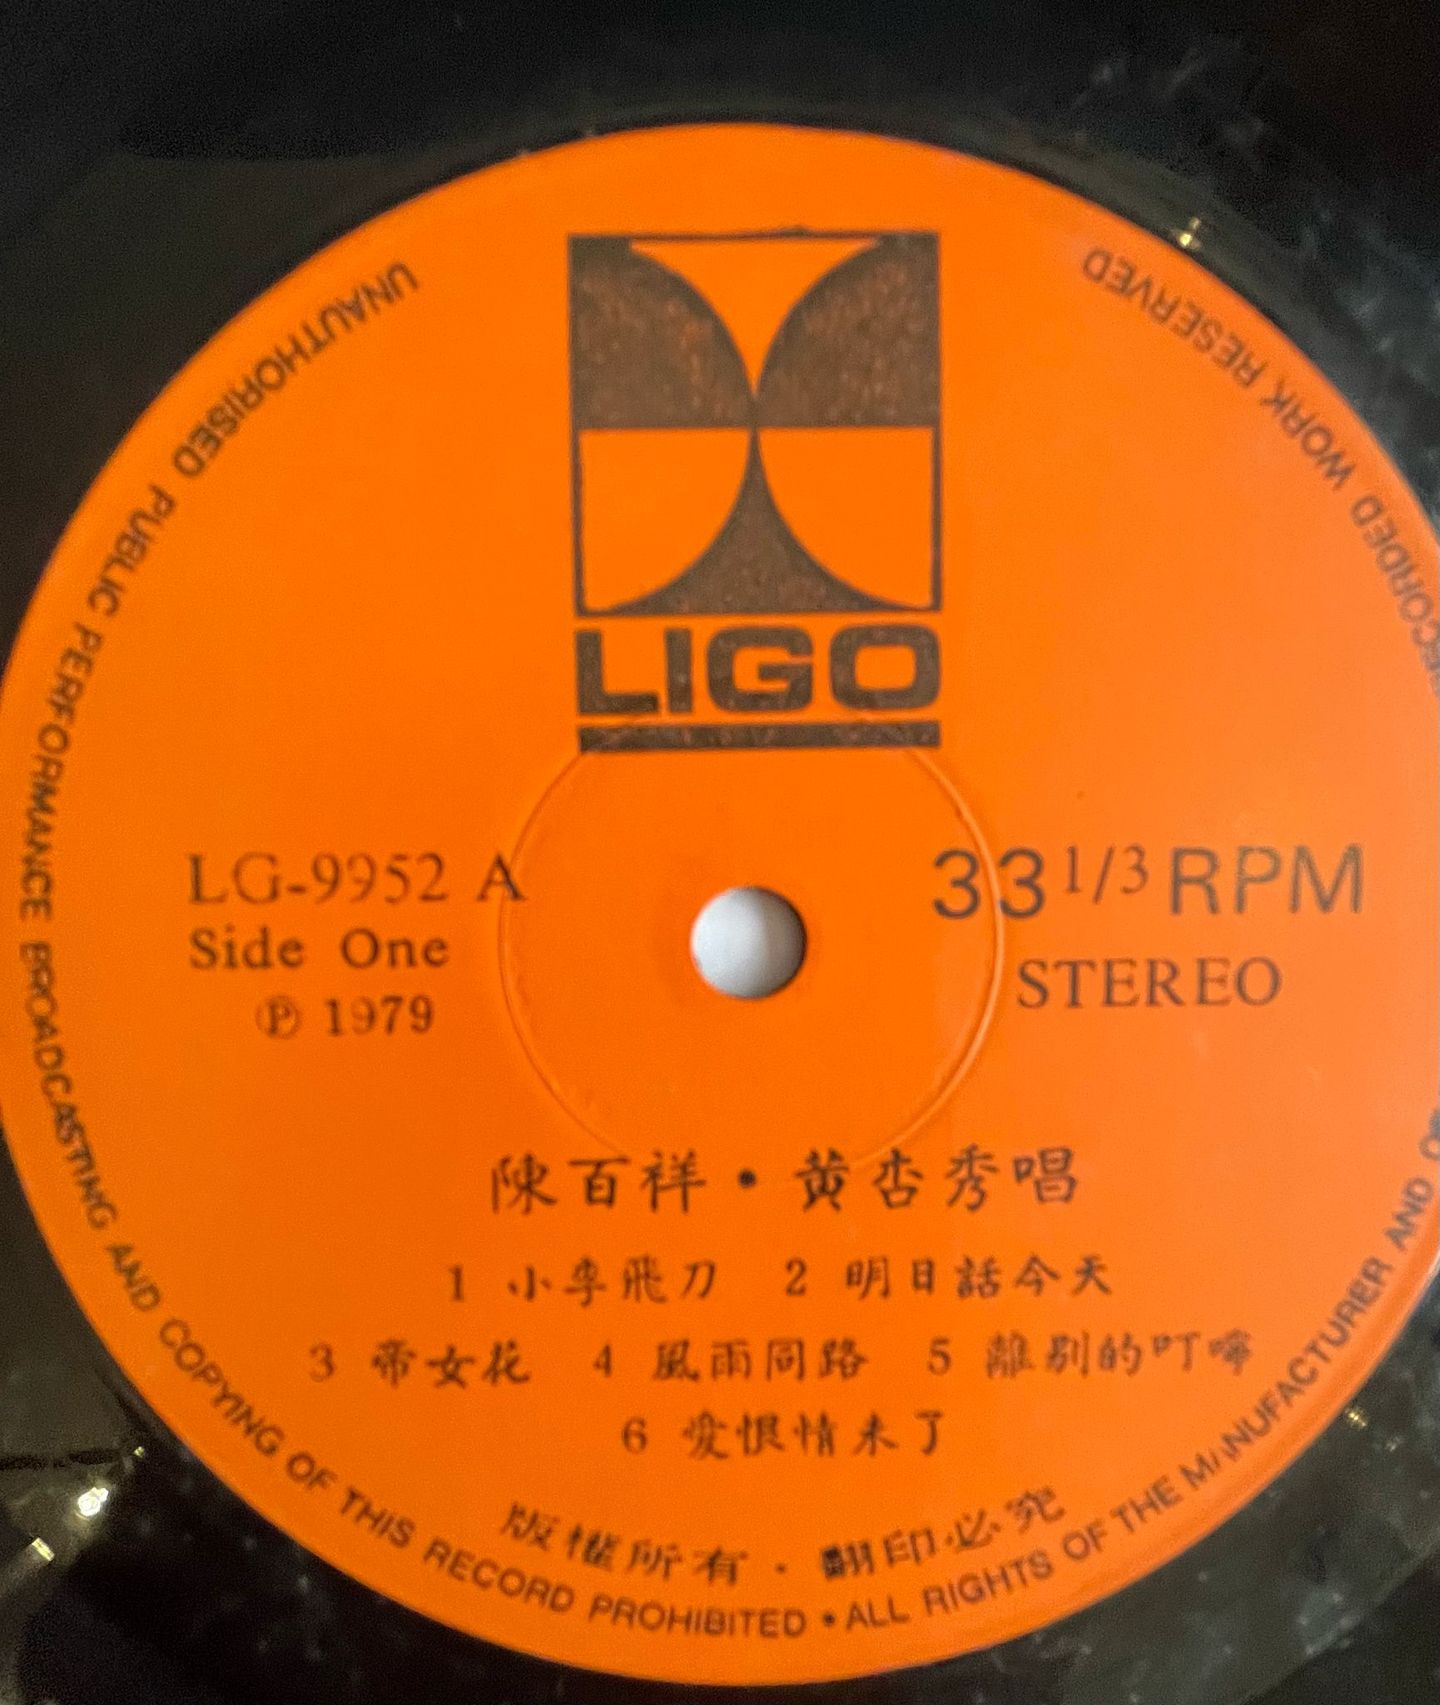 LIGO
LG-9952 A
Side One
Ⓟ 1979
33 1/3 RPM
STEREO
陳百祥・黃杏秀唱
1 小李飛刀 2 明日話今天
3 帝女花 4 風雨同路 5 離別的叮嚀
6 愛恨情未了
版權所有・翻印必究
UNAUTHORISED PUBLIC PERFORMANCE BROADCASTING AND COPYING OF THIS RECORD PROHIBITED • ALL RIGHTS OF THE MANUFACTURER AND OF
RECORDED WORK RESERVED